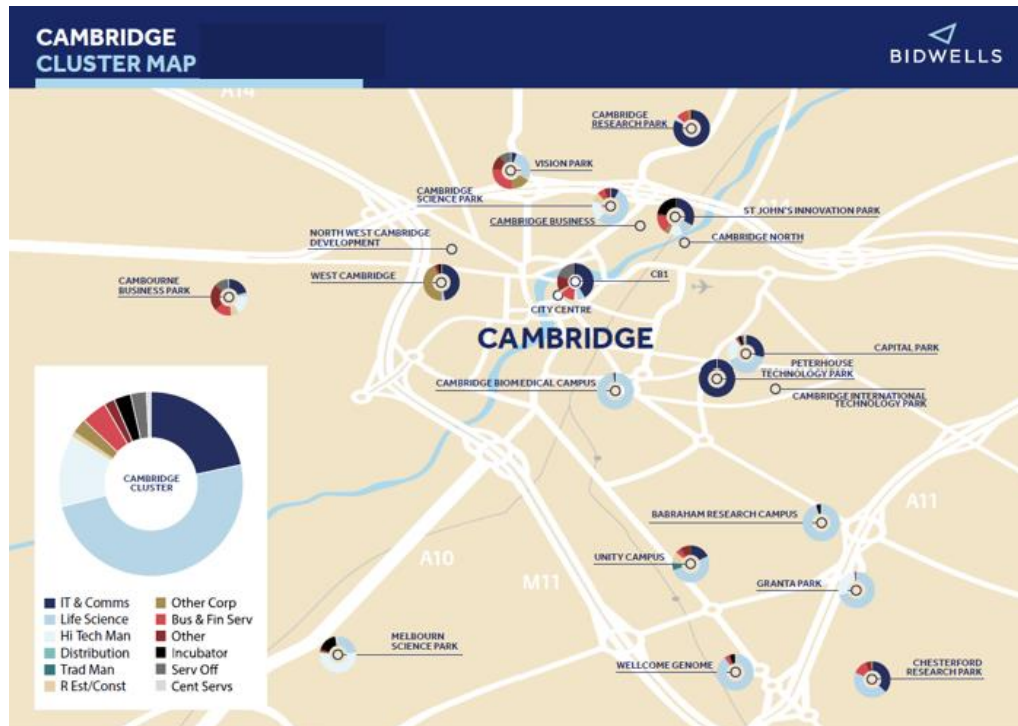 CAMBRIDGE
CLUSTER MAP
BIDWELLS
A14
CAMBRIDGE
RESEARCH PARK
VISION PARK
CAMBRIDGE
SCIENCE PARK
ST JOHN'S INNOVATION PARK
A14
CAMBRIDGE BUSINESS
NORTH WEST CAMBRIDGE
DEVELOPMENT
CAMBRIDGE NORTH
WEST CAMBRIDGE
CAMBOURNE
BUSINESS PARK
CB1
CITY CENTRE
CAMBRIDGE
CAPITAL PARK
PETERHOUSE
TECHNOLOGY PARK
CAMBRIDGE BIOMEDICAL CAMPUS
CAMBRIDGE INTERNATIONAL
TECHNOLOGY PARK
CAMBRIDGE
CLUSTER
A11
BABRAHAM RESEARCH CAMPUS
A10
M11
UNITY CAMPUS
GRANTA PARK
IT & Comms
Life Science
Hi Tech Man
Distribution
Trad Man
R Est/Const
Other Corp
Bus & Fin Serv
Other
Incubator
Serv Off
Cent Servs
MELBOURN
SCIENCE PARK
WELLCOME GENOME
CHESTERFORD
RESEARCH PARK